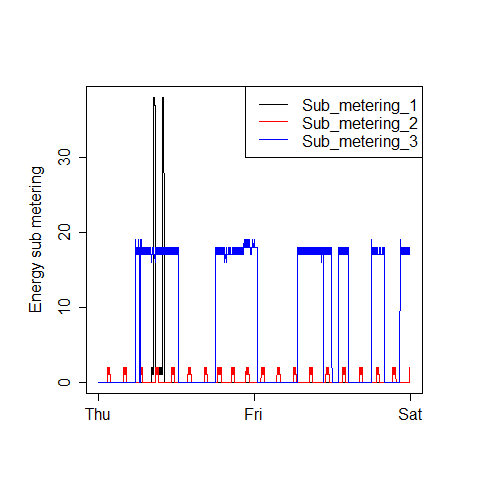 Sub_metering_1
Sub_metering_2
Sub_metering_3
Energy sub metering
30
20
10
0
Thu Fri Sat